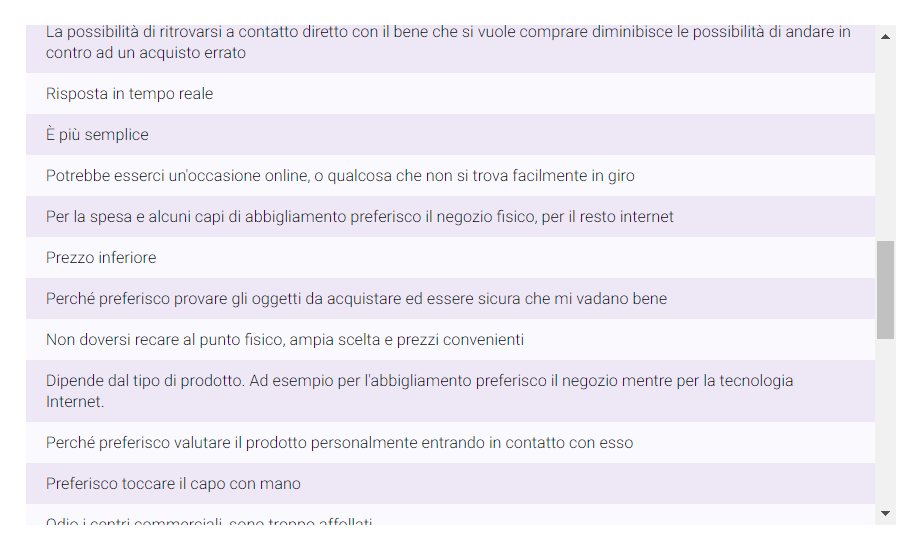 La possibilità di ritrovarsi a contatto diretto con il bene che si vuole comprare diminibisce le possibilità di andare in
contro ad un acquisto errato
Risposta in tempo reale
È più semplice
Potrebbe esserci un'occasione online, o qualcosa che non si trova facilmente in giro
Per la spesa e alcuni capi di abbigliamento preferisco il negozio fisico, per il resto internet
Prezzo inferiore
Perché preferisco provare gli oggetti da acquistare ed essere sicura che mi vadano bene
Non doversi recare al punto fisico, ampia scelta e prezzi convenienti
Dipende dal tipo di prodotto. Ad esempio per l'abbigliamento preferisco il negozio mentre per la tecnologia
Internet.
Perché preferisco valutare il prodotto personalmente entrando in contatto con esso
Preferisco toccare il capo con mano
Odio i centri commerciali, sono troppo affollati